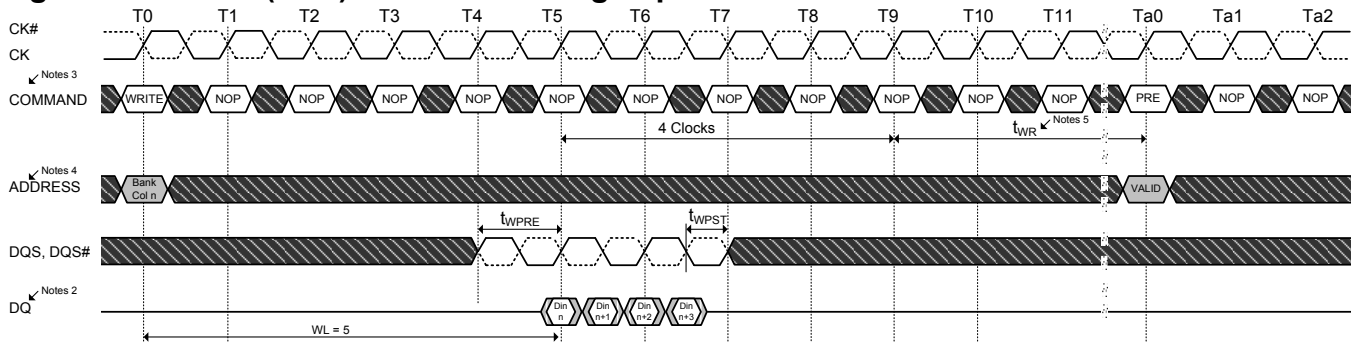 T0 T1 T2 T3 T4 T5 T6 T7 T8 T9 T10 T11 Ta0 Ta1 Ta2
CK#
CK
Notes 3
COMMAND WRITE NOP NOP NOP NOP NOP NOP NOP NOP NOP NOP NOP PRE NOP NOP
4 Clocks tWR Notes 5
Notes 4
ADDRESS Bank Col n VALID
tWPRE tWPST
DQS, DQS#
Notes 2
DQ Din n Din n+1 Din n+2 Din n+3
WL = 5